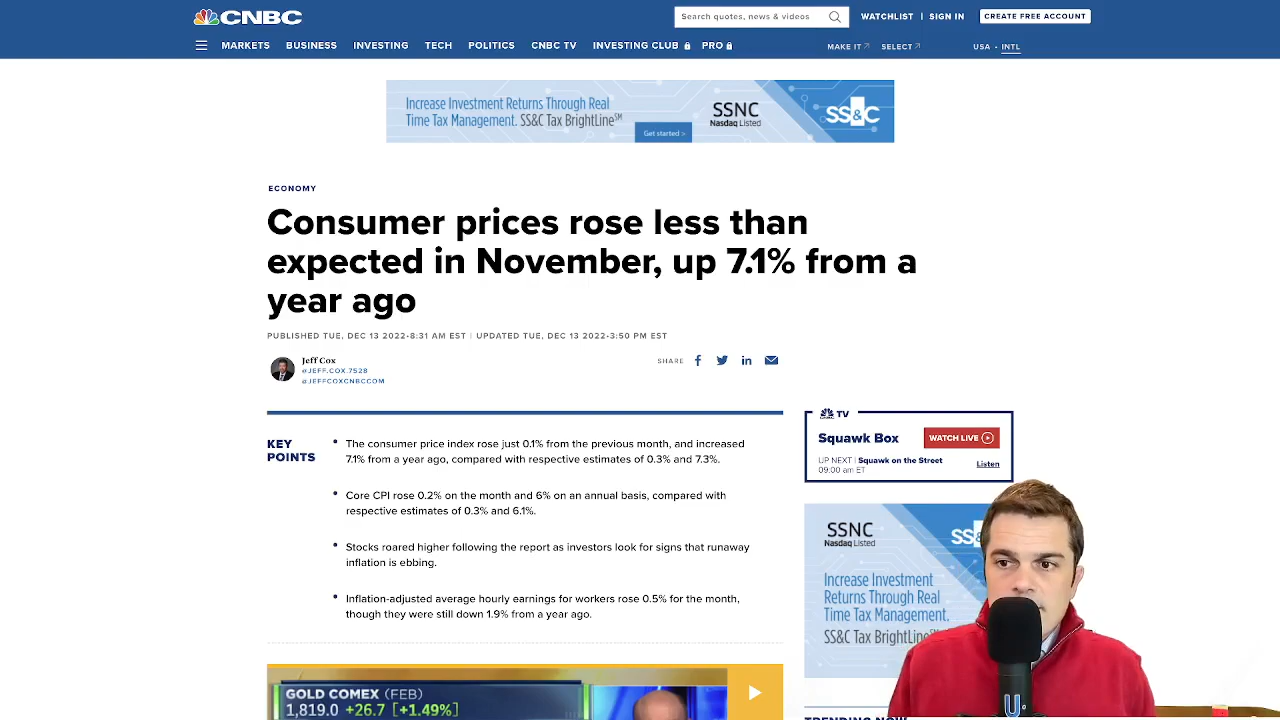 CNBC
Search quotes, news & videos
WATCHLIST | SIGN IN
CREATE FREE ACCOUNT
MARKETS BUSINESS INVESTING TECH POLITICS CNBC TV INVESTING CLUB PRO
MAKE IT SELECT
USA • INTL
Increase Investment Returns Through Real
Time Tax Management. SS&C Tax BrightLine℠
Get started >
SSNC
Nasdaq Listed
SS&C
ECONOMY
Consumer prices rose less than
expected in November, up 7.1% from a
year ago
PUBLISHED TUE, DEC 13 2022•8:31 AM EST | UPDATED TUE, DEC 13 2022•3:50 PM EST
Jeff Cox
@JEFF.COX.7528
@JEFFCOXCNBCCOM
SHARE
KEY
POINTS
• The consumer price index rose just 0.1% from the previous month, and increased
7.1% from a year ago, compared with respective estimates of 0.3% and 7.3%.
• Core CPI rose 0.2% on the month and 6% on an annual basis, compared with
respective estimates of 0.3% and 6.1%.
• Stocks roared higher following the report as investors look for signs that runaway
inflation is ebbing.
• Inflation-adjusted average hourly earnings for workers rose 0.5% for the month,
though they were still down 1.9% from a year ago.
TV
Squawk Box
WATCH LIVE
UP NEXT | Squawk on the Street
09:00 am ET
Listen
SSNC
Nasdaq Listed
Increase Investment
Returns Through Real
Time Tax Management.
SS&C Tax BrightLine
GOLD COMEX (FEB)
1,819.0 +26.7 [+1.49%]
TRENDING NOW
U